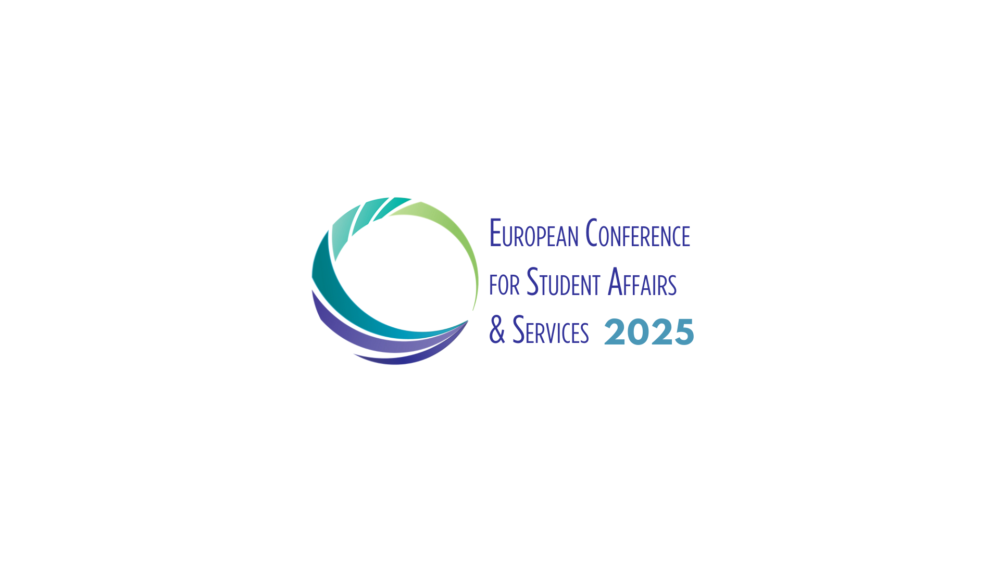 European Conference
for Student Affairs
& Services 2025